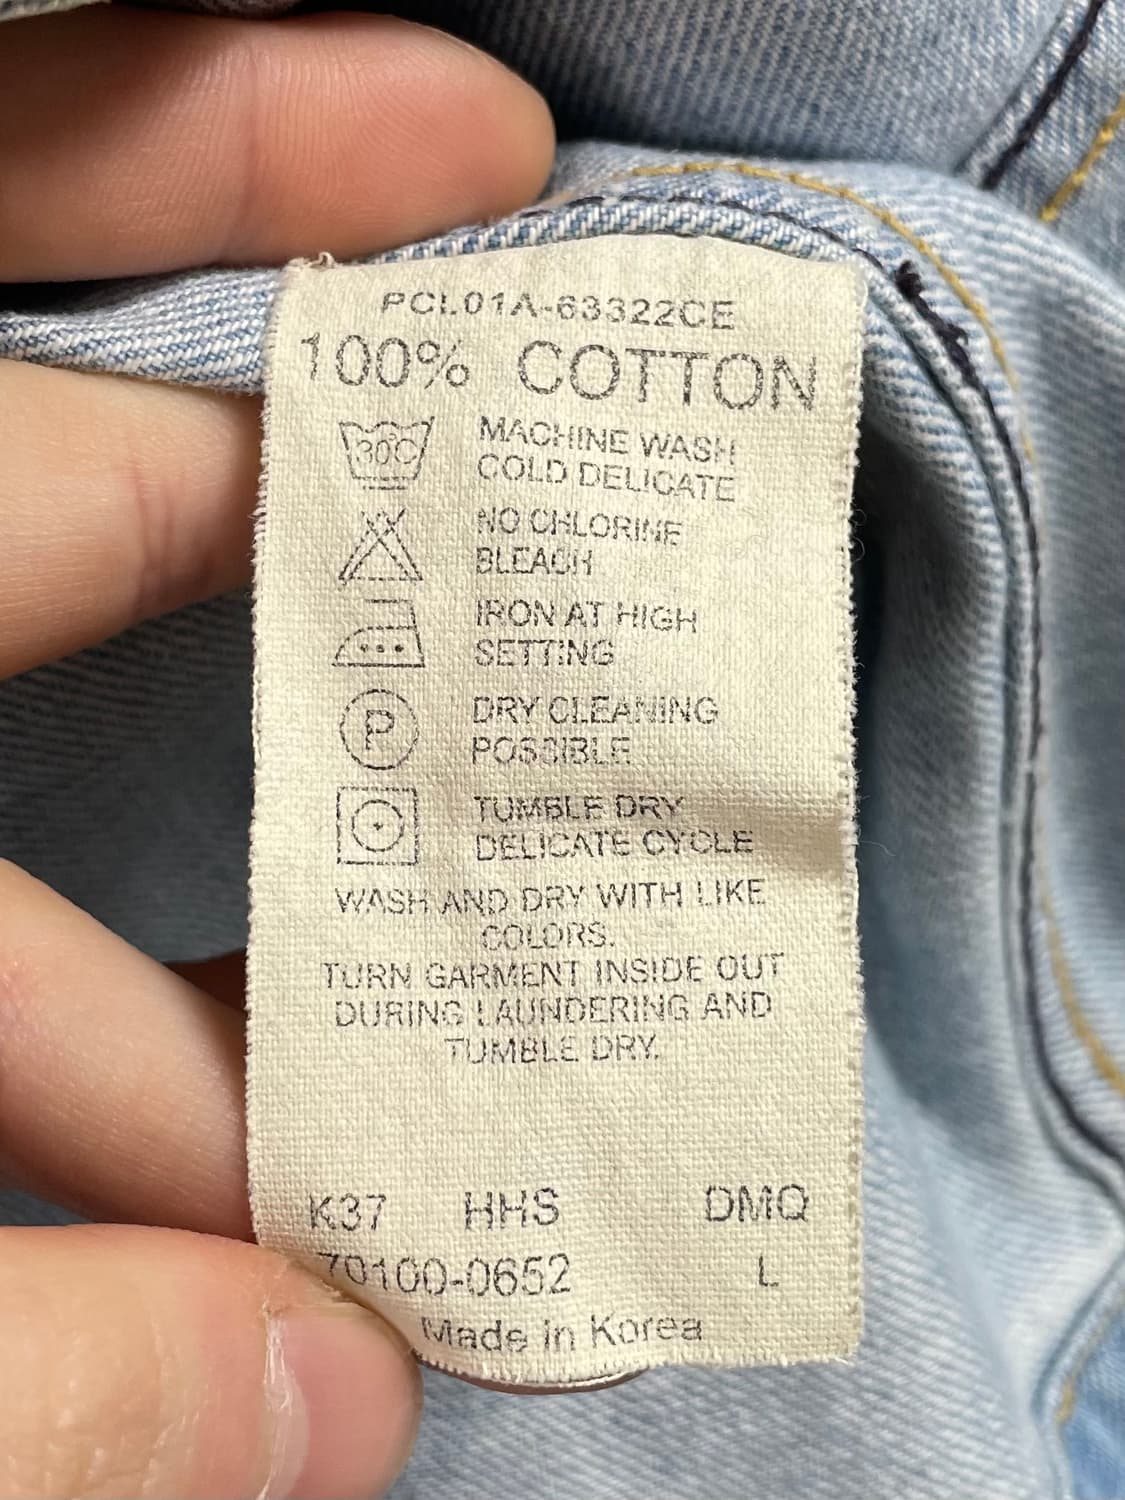 PCL01A-63322CE
100% COTTON
30°C
MACHINE WASH
COLD DELICATE
NO CHLORINE
BLEACH
IRON AT HIGH
SETTING
P
DRY CLEANING
POSSIBLE
TUMBLE DRY
DELICATE CYCLE
WASH AND DRY WITH LIKE
COLORS.
TURN GARMENT INSIDE OUT
DURING LAUNDERING AND
TUMBLE DRY.
K37 HHS DMQ
70100-0652 L
Made in Korea